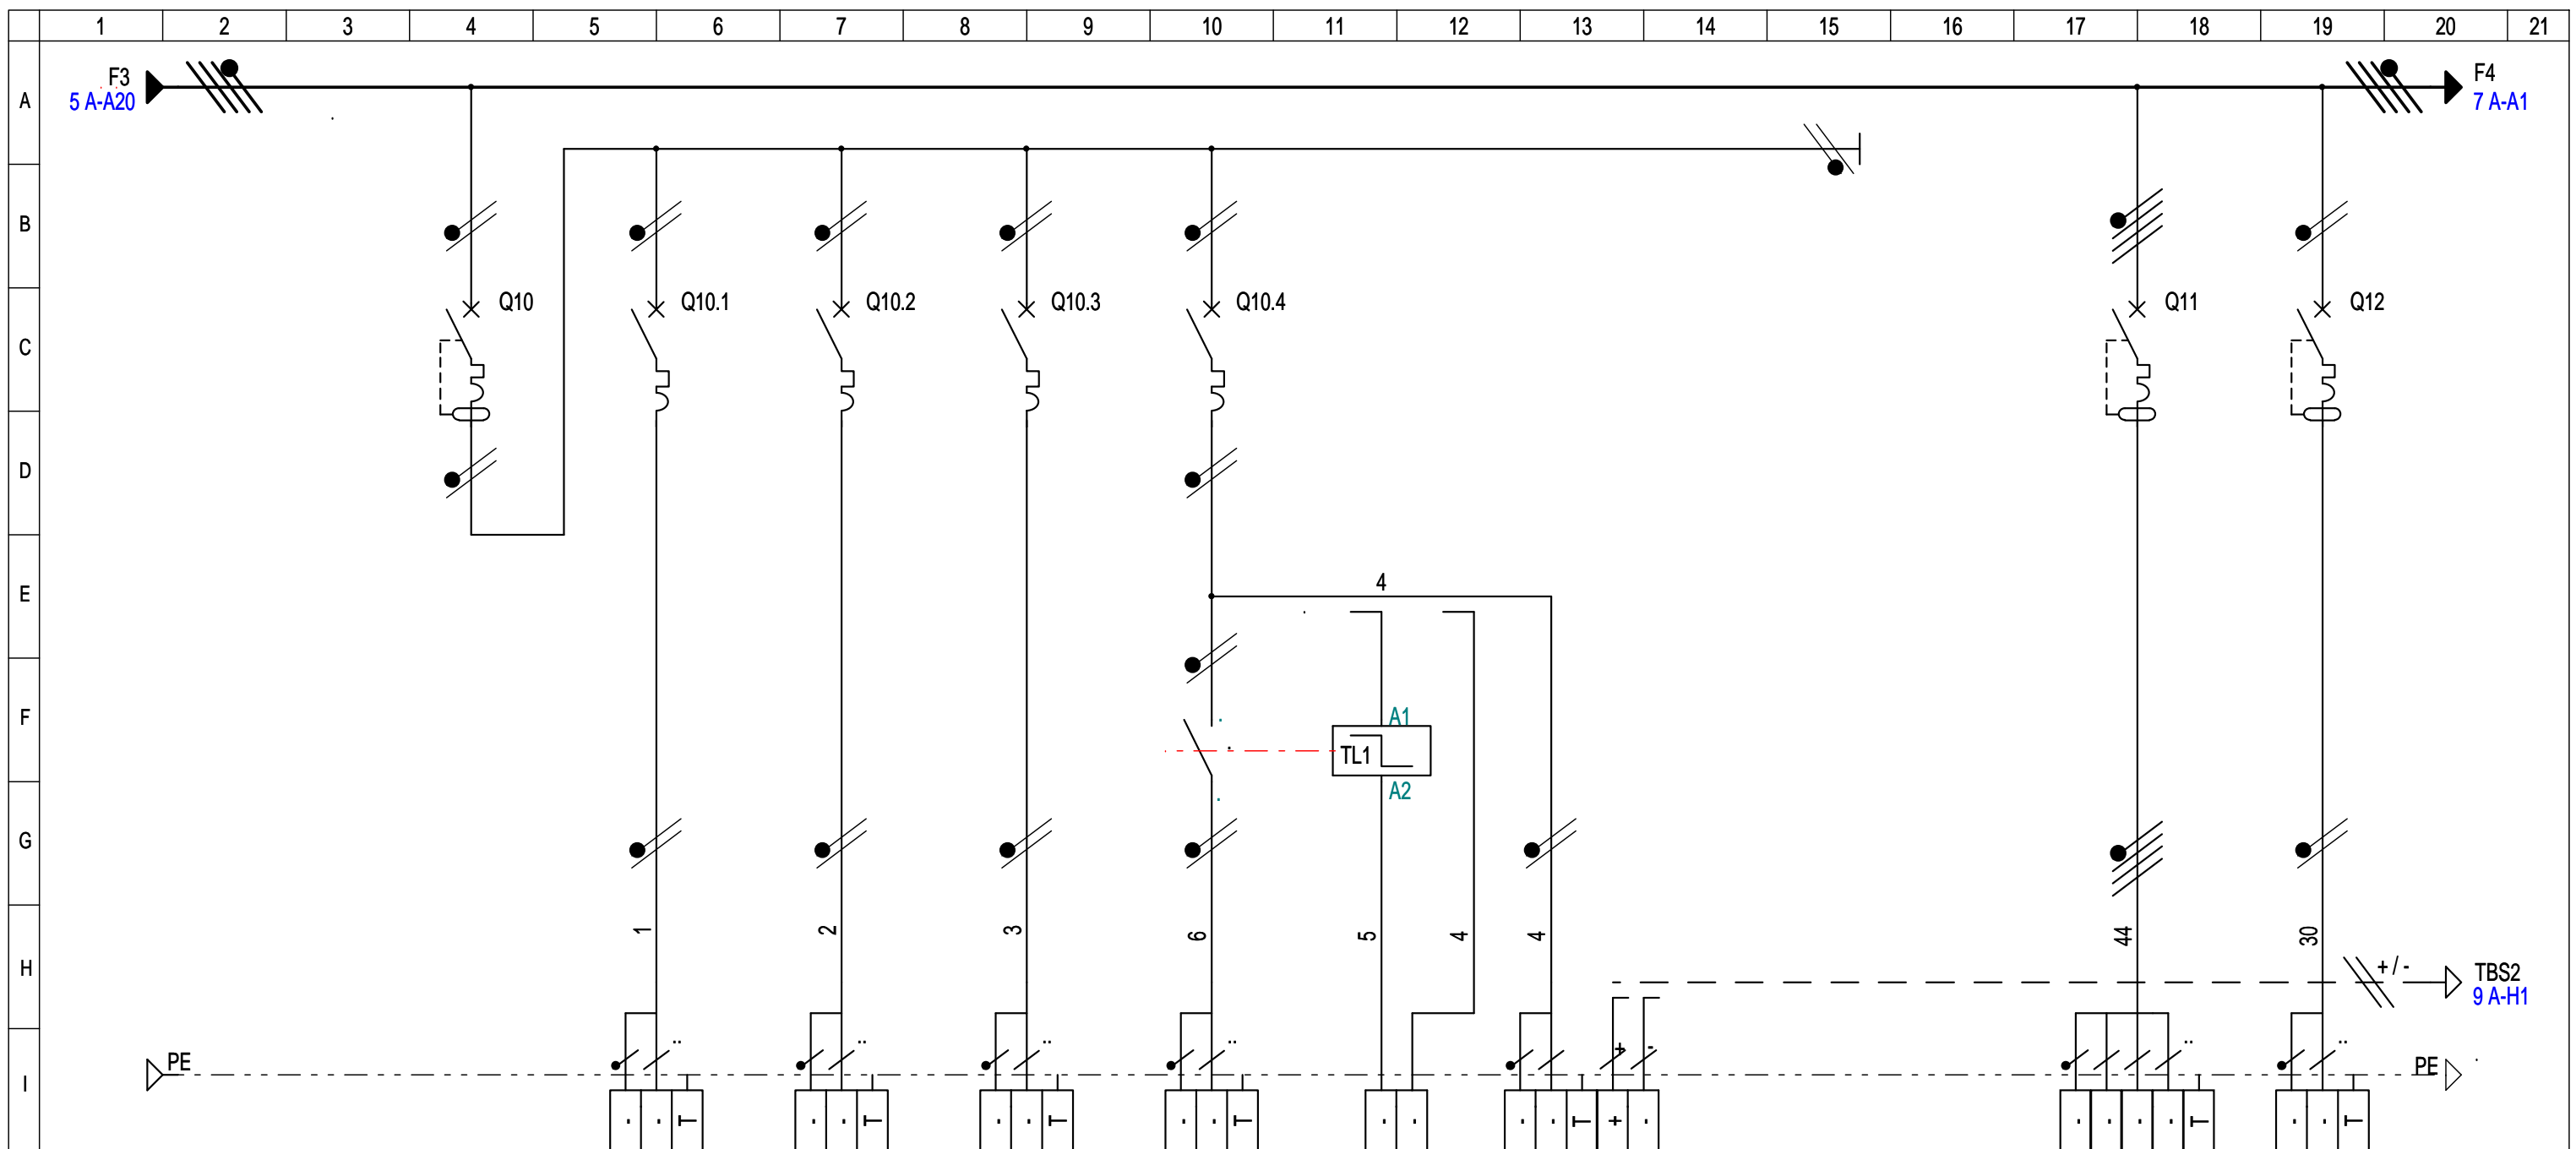 1 2 3 4 5 6 7 8 9 10 11 12 13 14 15 16 17 18 19 20 21
A
F3
5 A-A20
F4
7 A-A1
B
C
Q10 Q10.1 Q10.2 Q10.3 Q10.4 Q11 Q12
D
E
4
F
A1
TL1
A2
G
H
1 2 3 6 5 4 4 44 30
+ / -
TBS2
9 A-H1
I
PE
+ -
PE
- - T - - T - - T - - T - - - - T + - - - - - T - - T